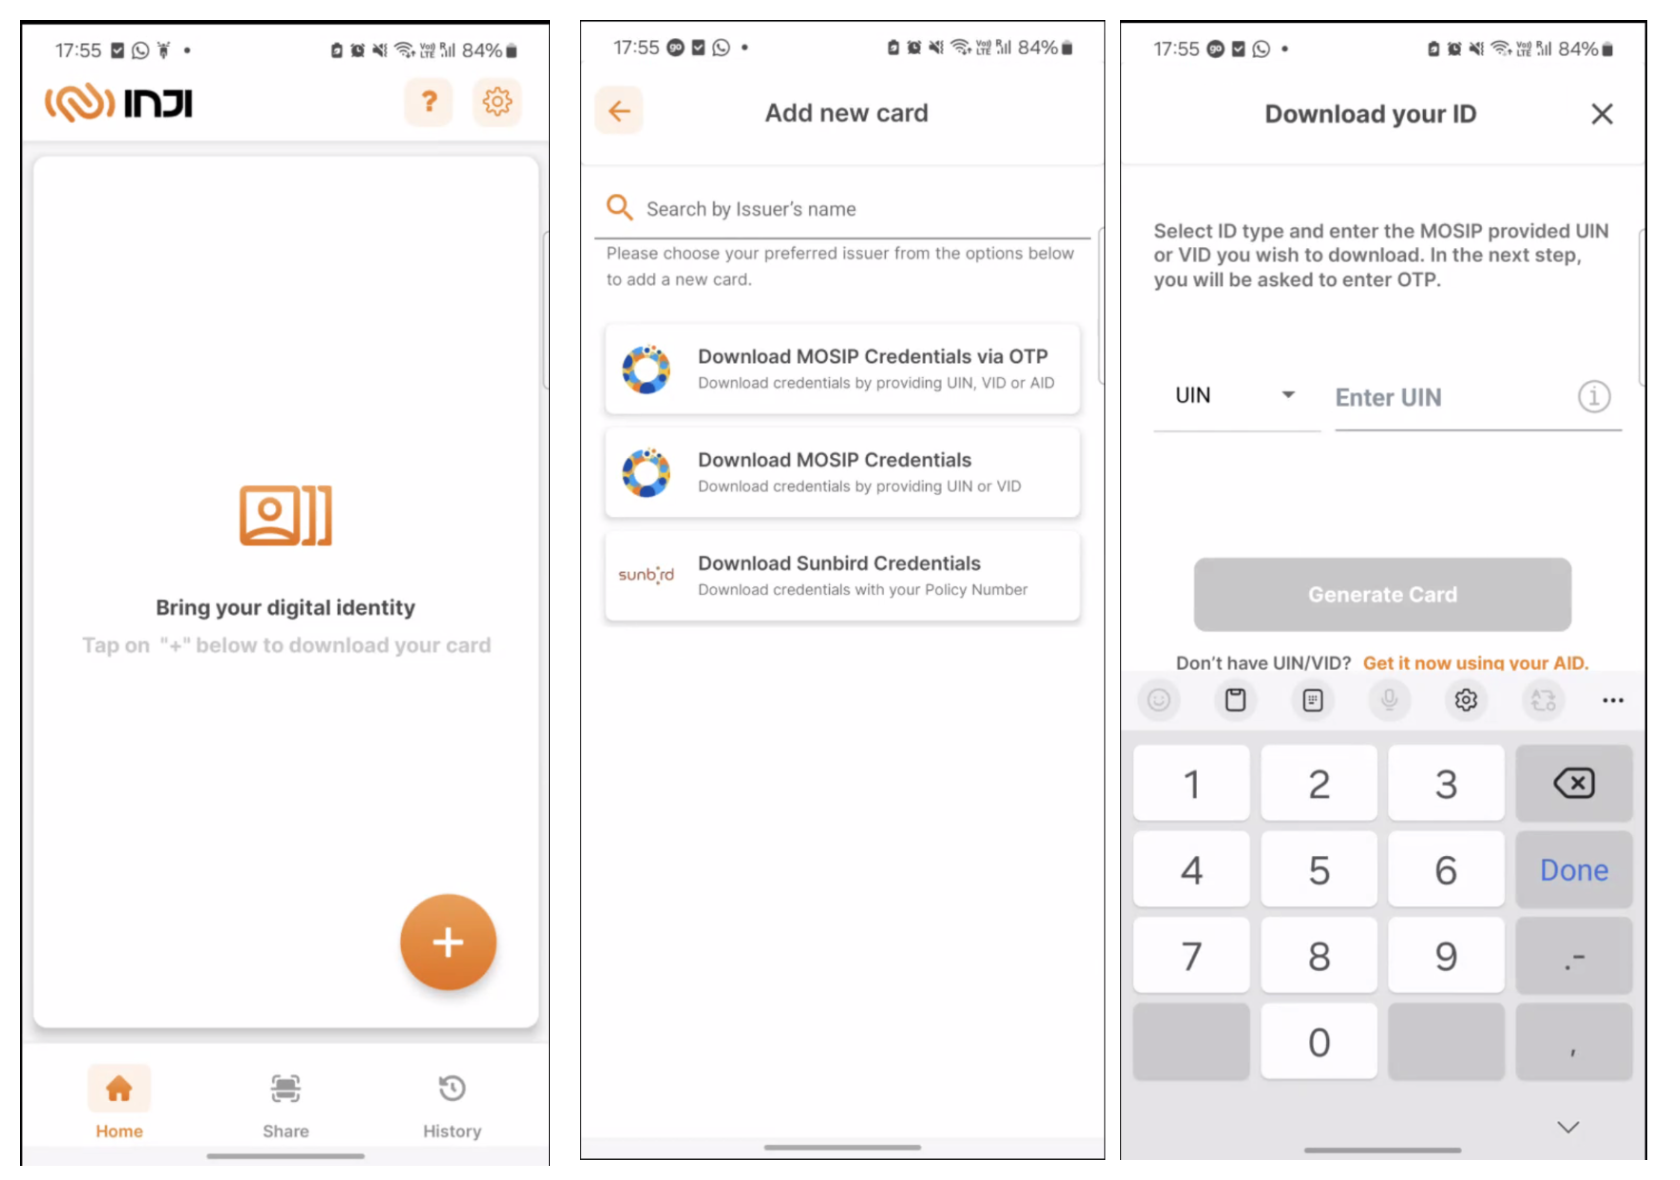 17:55
84%
INJI
?
Bring your digital identity
Tap on "+" below to download your card
+
Home
Share
History
17:55
84%
Add new card
Search by Issuer's name
Please choose your preferred issuer from the options below
to add a new card.
Download MOSIP Credentials via OTP
Download credentials by providing UIN, VID or AID
Download MOSIP Credentials
Download credentials by providing UIN or VID
sunbird
Download Sunbird Credentials
Download credentials with your Policy Number
17:55
84%
Download your ID
Select ID type and enter the MOSIP provided UIN
or VID you wish to download. In the next step,
you will be asked to enter OTP.
UIN
Enter UIN
Generate Card
Don't have UIN/VID? Get it now using your AID.
1 2 3
4 5 6 Done
7 8 9 .-
0 ,